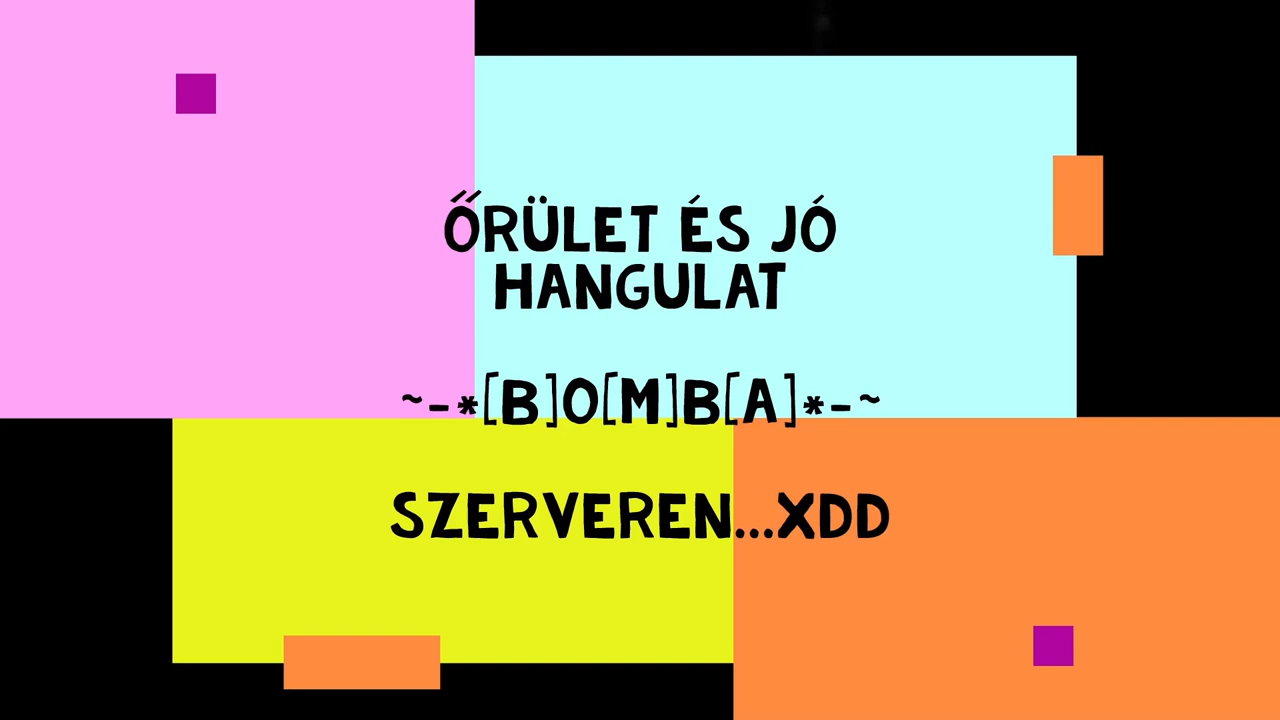 ŐRÜLET ÉS JÓ
HANGULAT
~-*[B]O[M]B[A]*-~
SZERVEREN...XDD